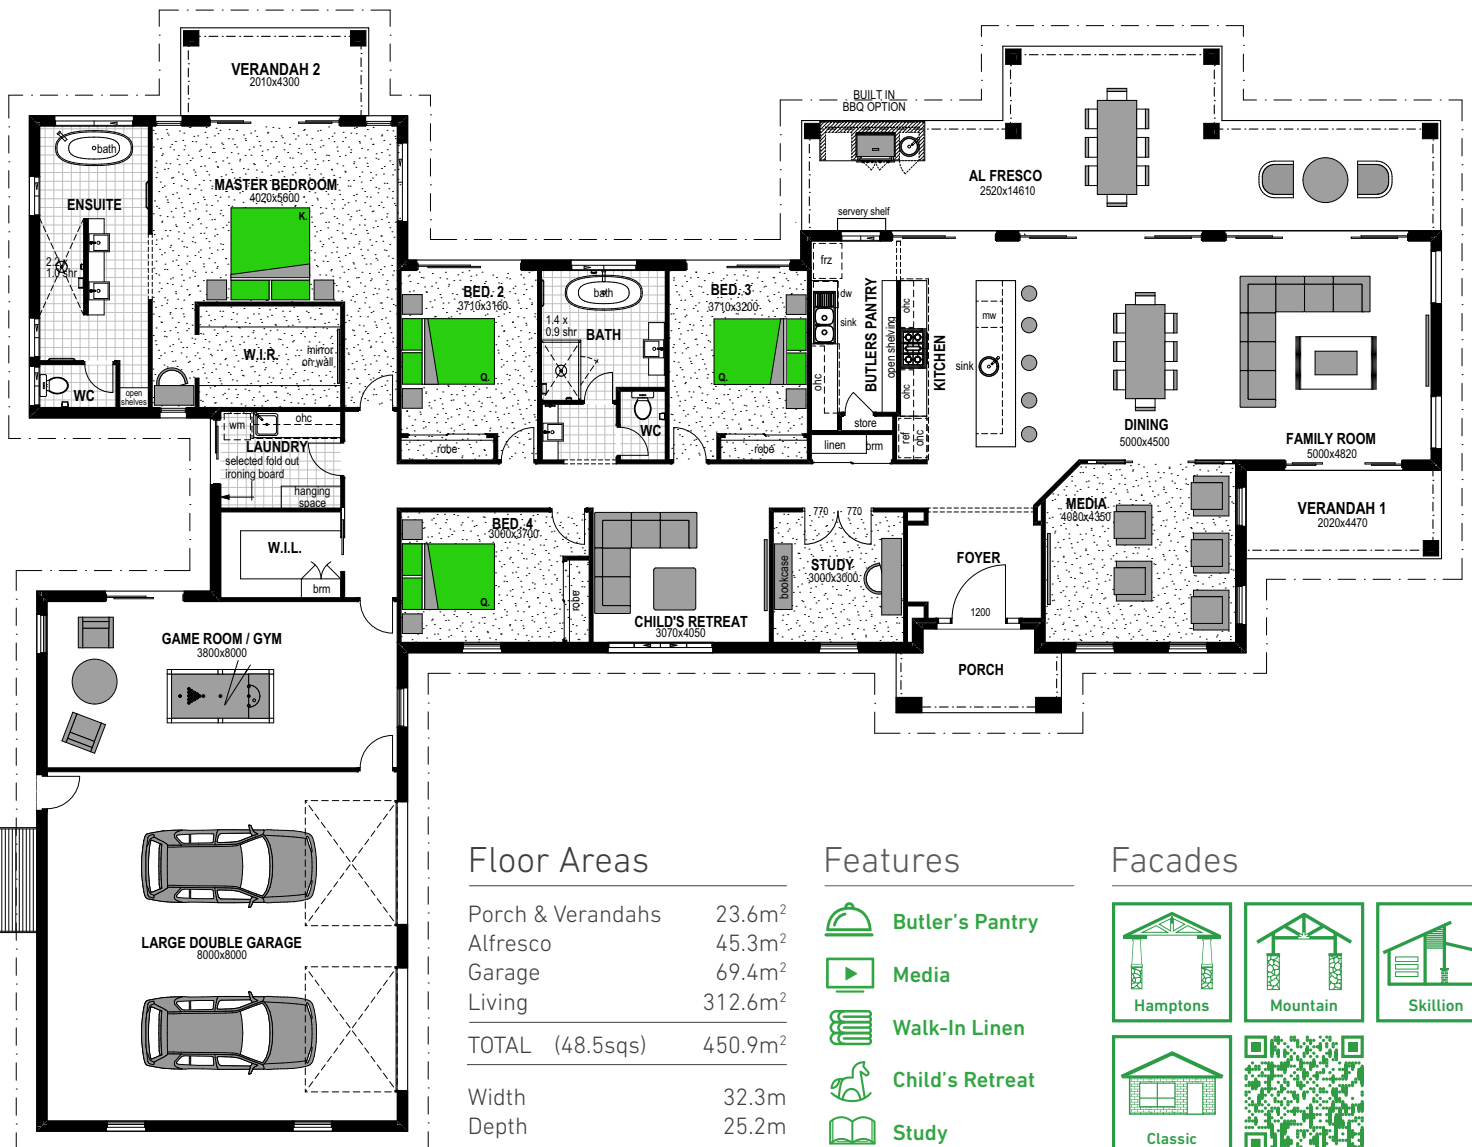 VERANDAH 2
2010x4300
BUILT IN
BBQ OPTION
bath
MASTER BEDROOM
4020x5600
K.
ENSUITE
AL FRESCO
2520x14610
servery shelf
1.0 shr
frz
BED. 2
3710x3160
bath
BED. 3
3710x3200
dw
ohc
mw
1.4 x
0.9 shr
BATH
sink
BUTLERS PANTRY
open shelving
KITCHEN
W.I.R.
mirror
on wall
sink
Q.
Q.
ohc
ohc
WC
open
shelves
store
WC
wm
ohc
DINING
5000x4500
LAUNDRY
selected fold out
ironing board
robe
robe
linen
brm
ref
ohc
FAMILY ROOM
5000x4820
hanging
space
MEDIA
4080x4350
VERANDAH 1
2020x4470
BED. 4
3000x3700
770
770
W.I.L.
STUDY
3000x3000
FOYER
bookcase
brm
Q.
robe
1200
CHILD'S RETREAT
3070x4050
GAME ROOM / GYM
3800x8000
PORCH
LARGE DOUBLE GARAGE
8000x8000
Floor Areas
Porch & Verandahs 23.6m²
Alfresco 45.3m²
Garage 69.4m²
Living 312.6m²
TOTAL (48.5sqs) 450.9m²
Width 32.3m
Depth 25.2m
Features
Butler's Pantry
Media
Walk-In Linen
Child's Retreat
Study
Facades
Hamptons
Mountain
Skillion
Classic